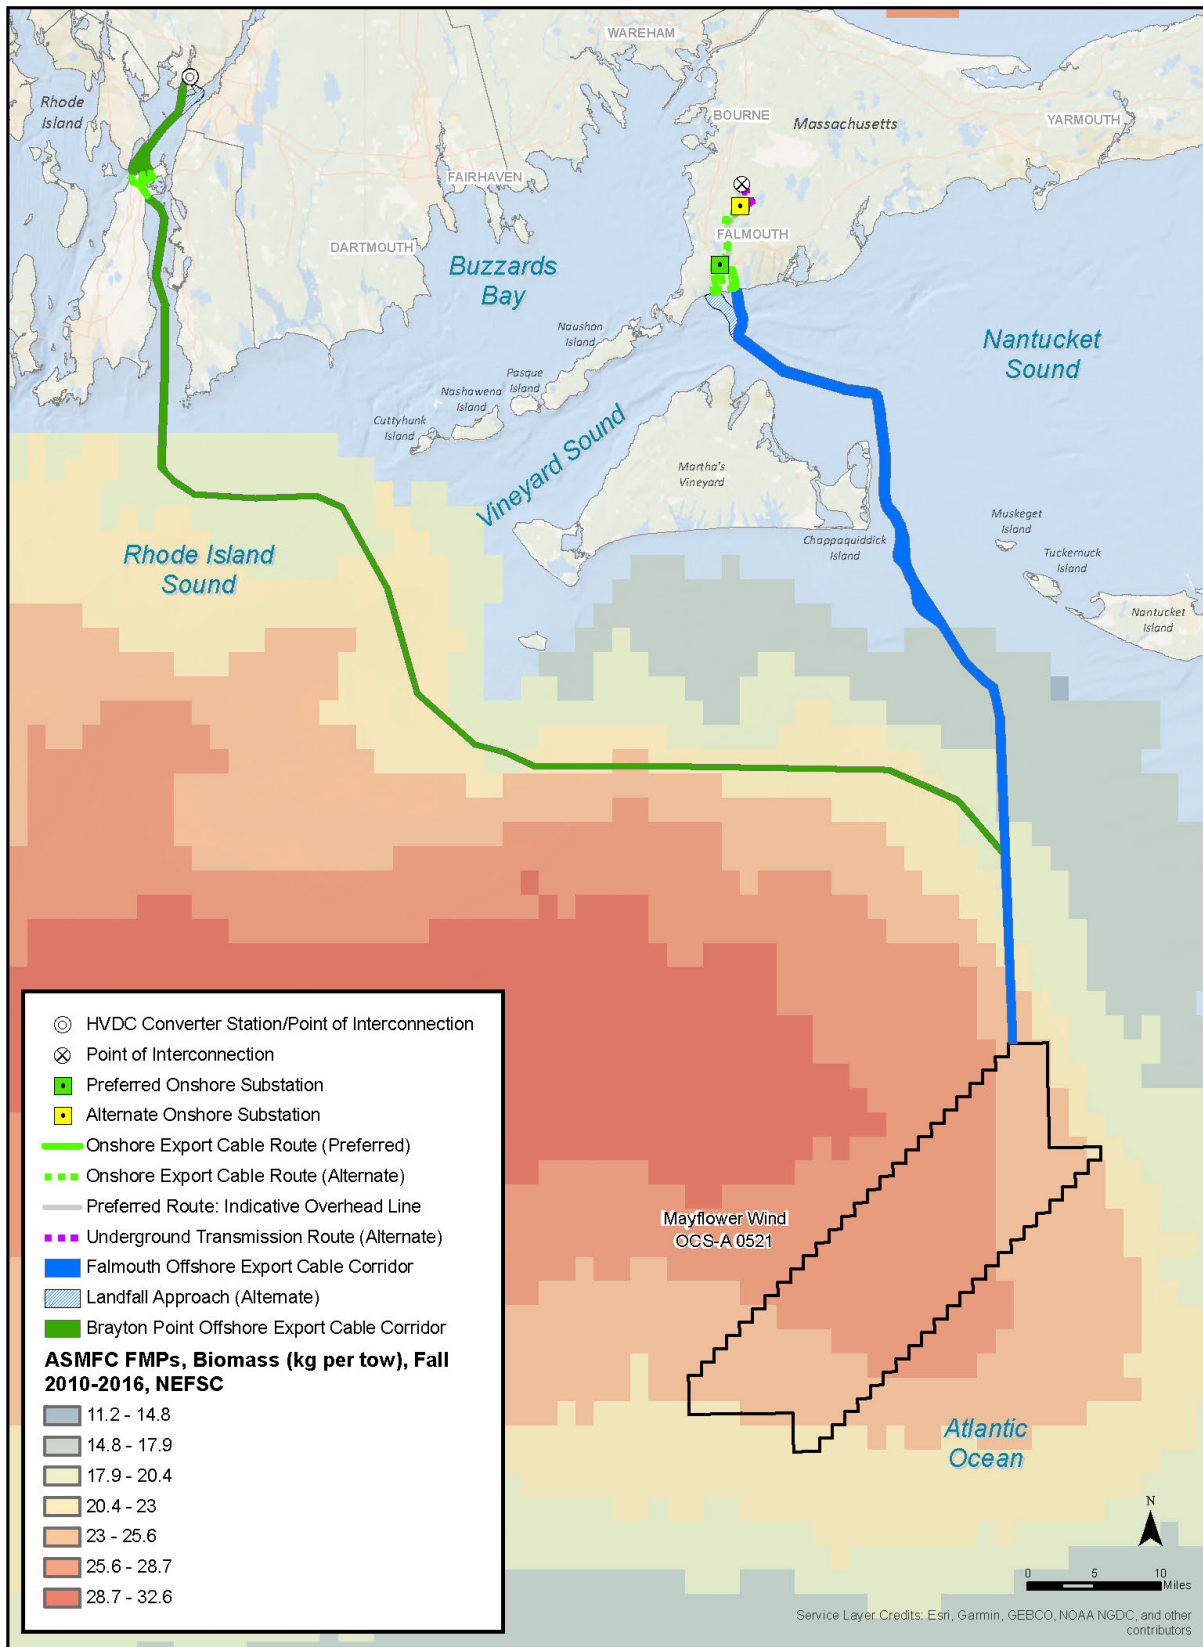 WAREHAM
Rhode
Island
BOURNE
Massachusetts
YARMOUTH
FAIRHAVEN
DARTMOUTH
FALMOUTH
Buzzards
Bay
Naushon
Island
Nantucket
Sound
Pasque
Island
Nashawena
Island
Cuttyhunk
Island
Vineyard Sound
Martha's
Vineyard
Muskeget
Island
Chappaquiddick
Island
Tuckernuck
Island
Rhode Island
Sound
Nantucket
Island
HVDC Converter Station/Point of Interconnection
Point of Interconnection
Preferred Onshore Substation
Alternate Onshore Substation
Onshore Export Cable Route (Preferred)
Onshore Export Cable Route (Alternate)
Preferred Route: Indicative Overhead Line
Underground Transmission Route (Alternate)
Falmouth Offshore Export Cable Corridor
Landfall Approach (Alternate)
Brayton Point Offshore Export Cable Corridor
ASMFC FMPs, Biomass (kg per tow), Fall
2010-2016, NEFSC
11.2 - 14.8
14.8 - 17.9
17.9 - 20.4
20.4 - 23
23 - 25.6
25.6 - 28.7
28.7 - 32.6
Mayflower Wind
OCS-A 0521
Atlantic
Ocean
N
0 5 10
Miles
Service Layer Credits: Esri, Garmin, GEBCO, NOAA NGDC, and other
contributors